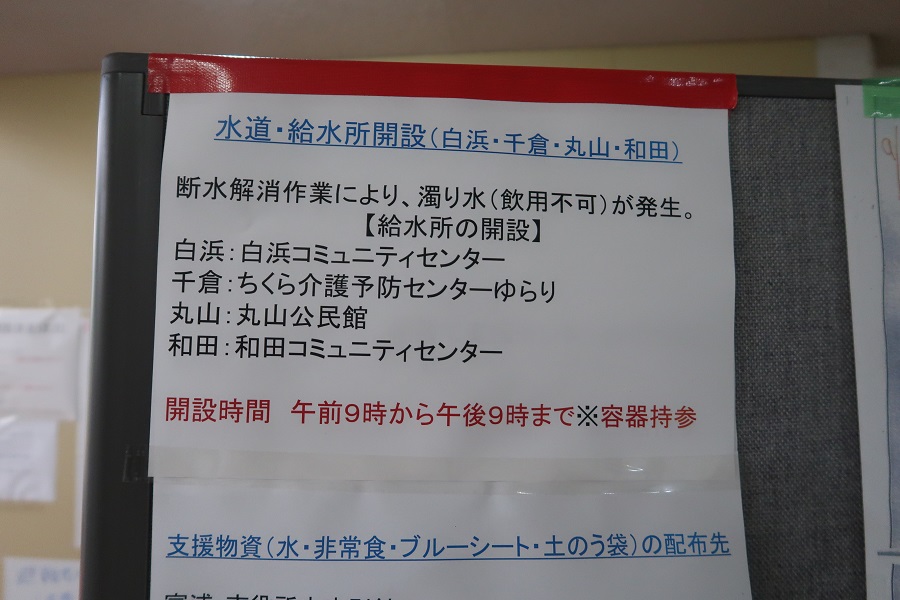 水道・給水所開設(白浜・千倉・丸山・和田)
断水解消作業により、濁り水(飲用不可)が発生。
【給水所の開設】
白浜:白浜コミュニティセンター
千倉:ちくら介護予防センターゆらり
丸山:丸山公民館
和田:和田コミュニティセンター
開設時間 午前9時から午後9時まで※容器持参
支援物資(水・非常食・ブルーシート・土のう袋)の配布先